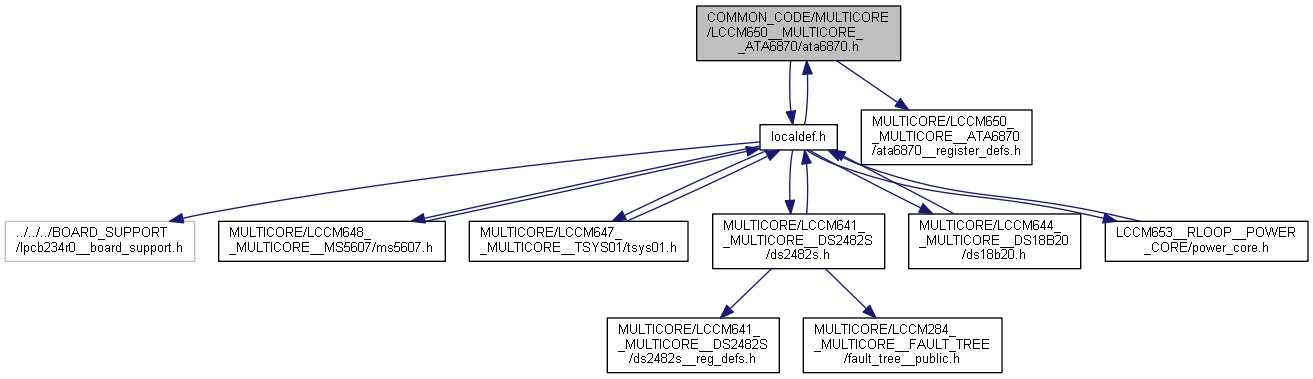 COMMON_CODE/MULTICORE
/LCCM650__MULTICORE_
_ATA6870/ata6870.h
localdef.h
MULTICORE/LCCM650_
_MULTICORE__ATA6870
/ata6870__register_defs.h
../../../BOARD_SUPPORT
/lpcb234r0__board_support.h
MULTICORE/LCCM648_
_MULTICORE__MS5607/ms5607.h
MULTICORE/LCCM647_
_MULTICORE__TSYS01/tsys01.h
MULTICORE/LCCM641_
_MULTICORE__DS2482S
/ds2482s.h
MULTICORE/LCCM644_
_MULTICORE__DS18B20
/ds18b20.h
LCCM653__RLOOP__POWER
_CORE/power_core.h
MULTICORE/LCCM641_
_MULTICORE__DS2482S
/ds2482s__reg_defs.h
MULTICORE/LCCM284_
_MULTICORE__FAULT_TREE
/fault_tree__public.h